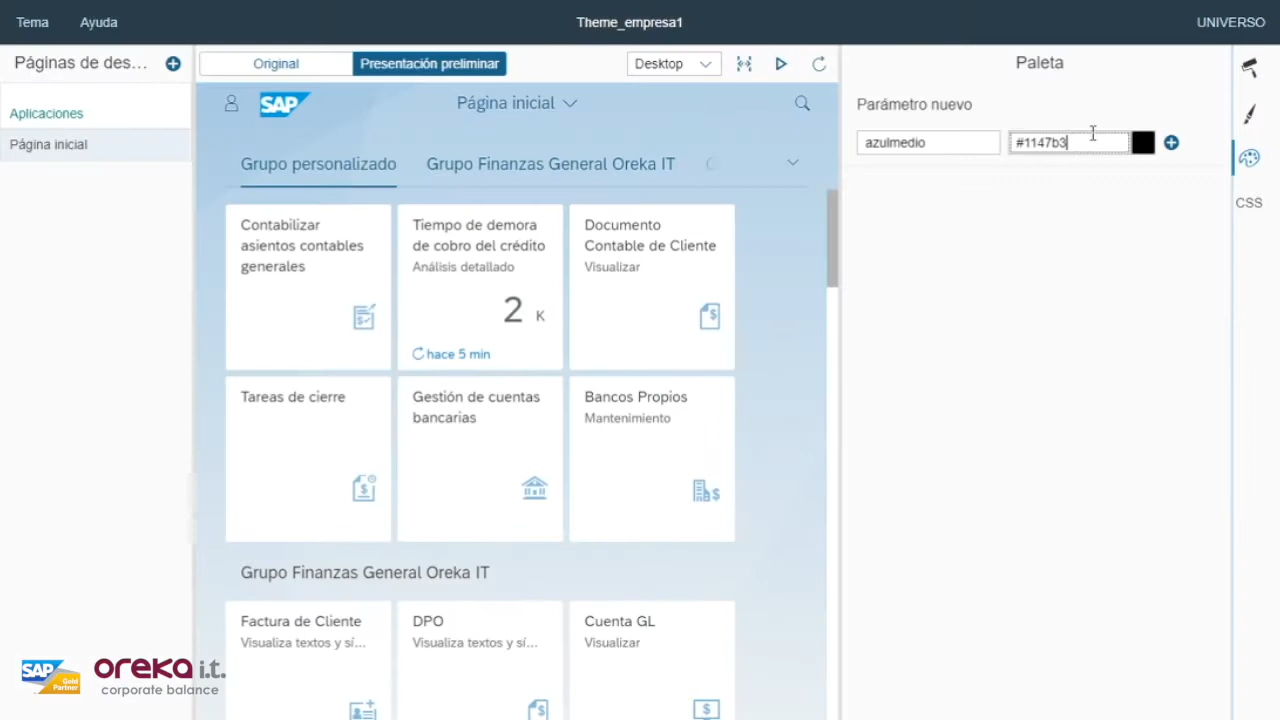 Tema
Ayuda
Theme_empresa1
UNIVERSO
Páginas de des...
Original
Presentación preliminar
Desktop
Paleta
Aplicaciones
Página inicial
SAP
Página inicial
Parámetro nuevo
azulmedio
#1147b3
CSS
Grupo personalizado
Grupo Finanzas General Oreka IT
Contabilizar
asientos contables
generales
Tiempo de demora
de cobro del crédito
Análisis detallado
2 K
hace 5 min
Documento
Contable de Cliente
Visualizar
Tareas de cierre
Gestión de cuentas
bancarias
Bancos Propios
Mantenimiento
Grupo Finanzas General Oreka IT
Factura de Cliente
Visualiza textos y sí...
DPO
Visualiza textos y sí...
Cuenta GL
Visualizar
SAP Gold
Partner
oreka i.t.
corporate balance